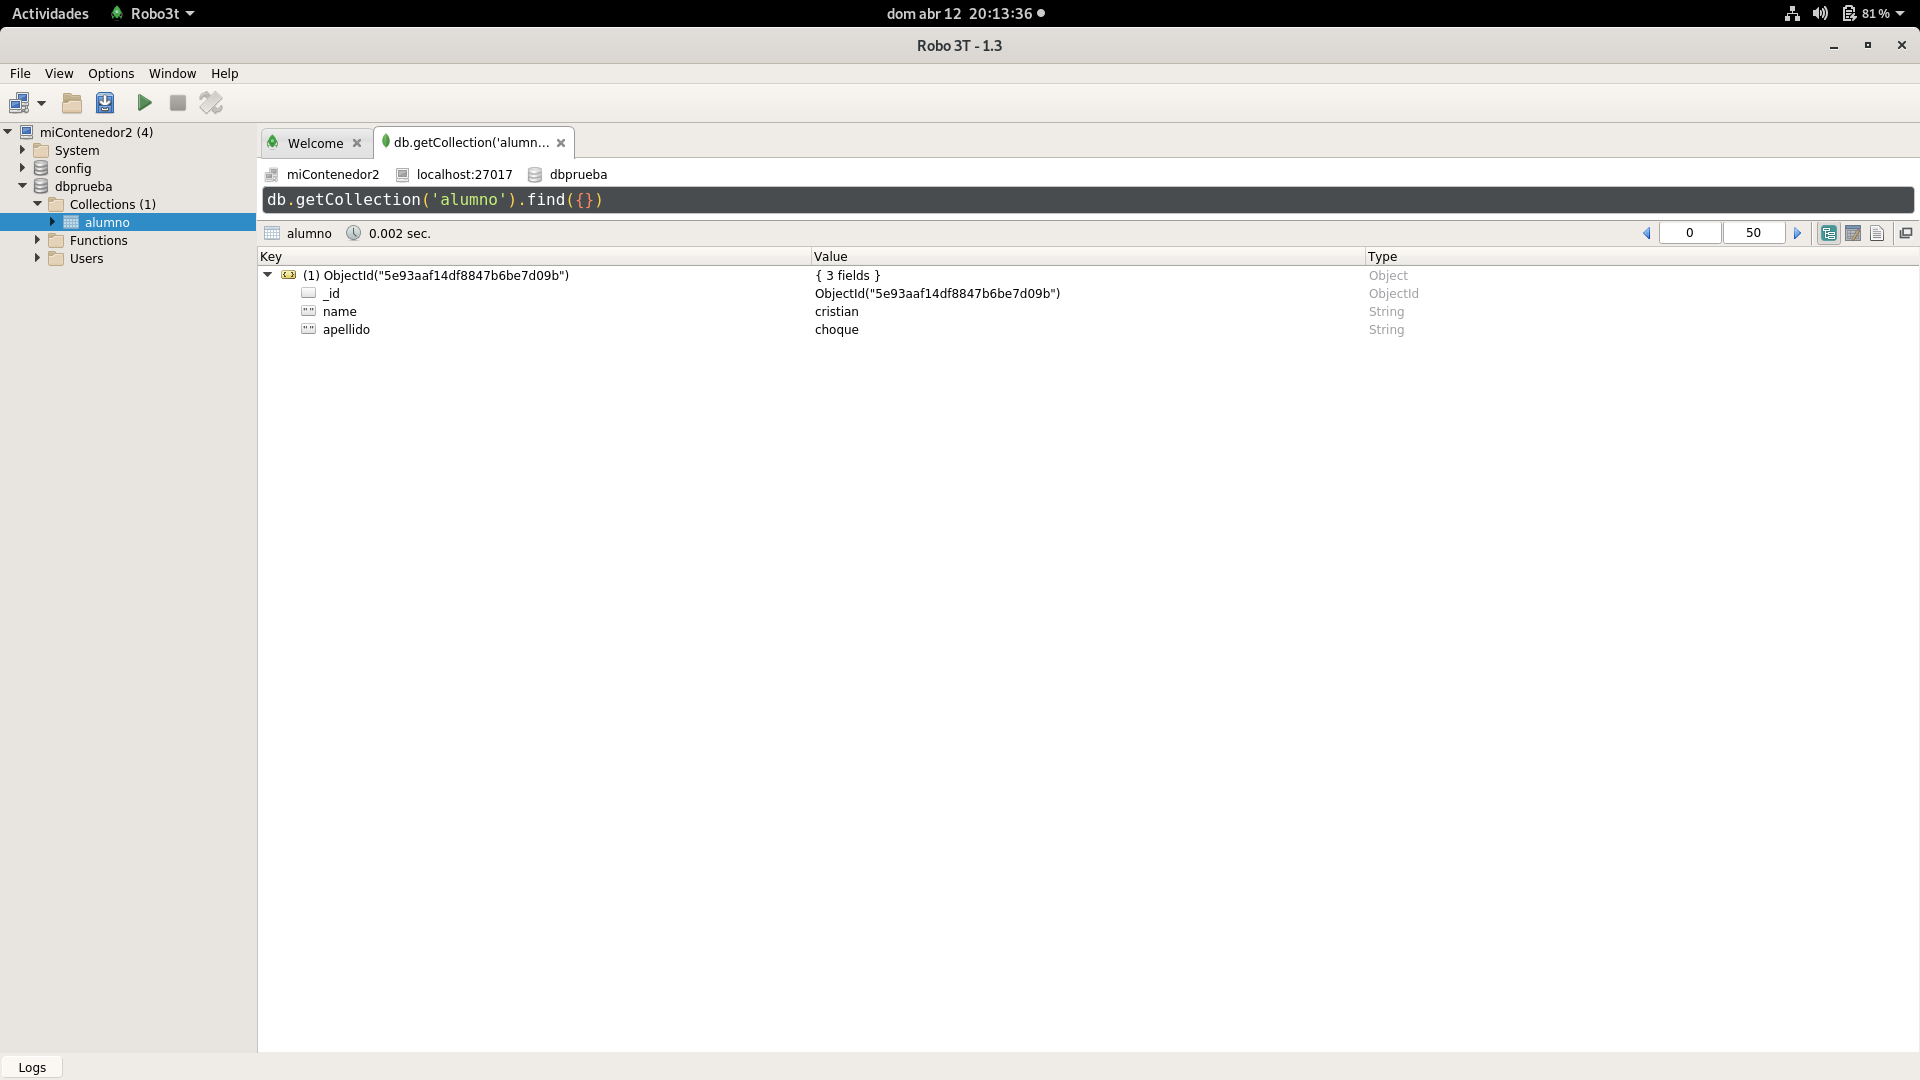 Actividades Robo3t dom abr 12 20:13:36 81 %
Robo 3T - 1.3
File View Options Window Help
miContenedor2 (4)
System
config
dbprueba
Collections (1)
alumno
Functions
Users
Welcome db.getCollection('alumn...
miContenedor2 localhost:27017 dbprueba
db.getCollection('alumno').find({})
alumno 0.002 sec. 0 50
Key Value Type
(1) ObjectId("5e93aaf14df8847b6be7d09b") { 3 fields } Object
_id ObjectId("5e93aaf14df8847b6be7d09b") ObjectId
name cristian String
apellido choque String
Logs